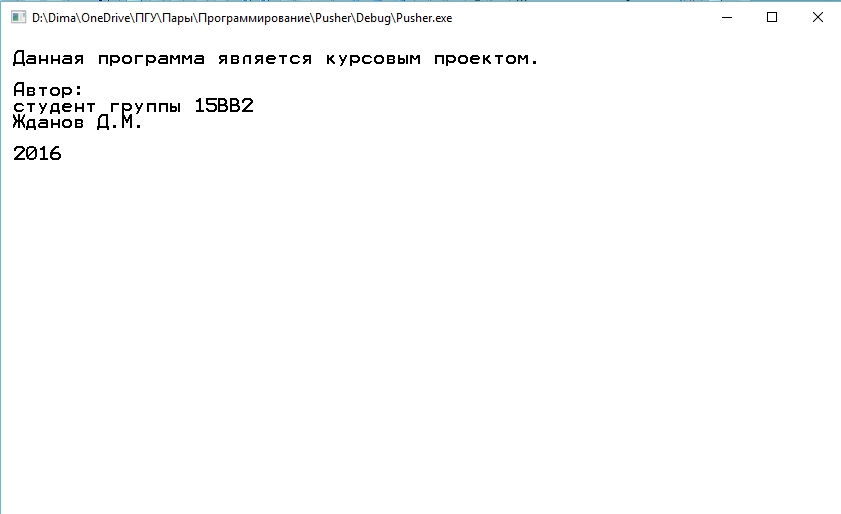 D:\Dima\OneDrive\ПГУ\Пары\Программирование\Pusher\Debug\Pusher.exe
Данная программа является курсовым проектом.
Автор:
студент группы 15ВВ2
Жданов Д.М.
2016